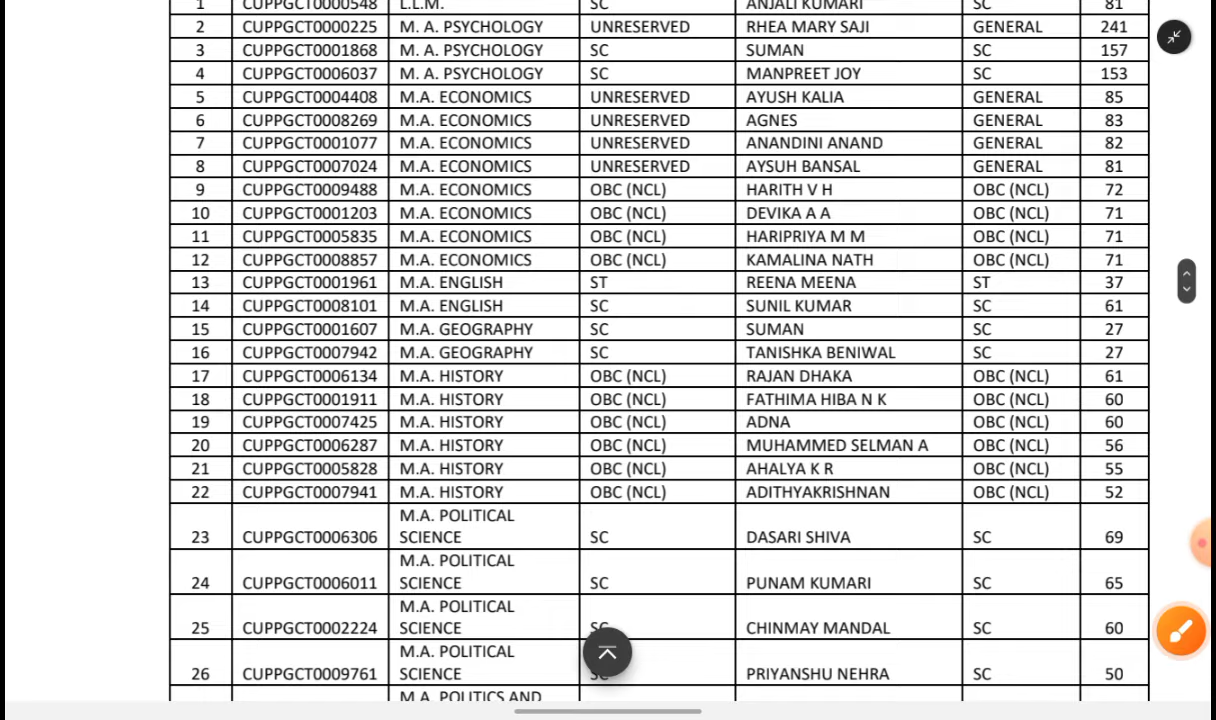 1 CUPPGCT0000548 L.L.M. SC ANJALI KUMARI SC 81
2 CUPPGCT0000225 M. A. PSYCHOLOGY UNRESERVED RHEA MARY SAJI GENERAL 241
3 CUPPGCT0001868 M. A. PSYCHOLOGY SC SUMAN SC 157
4 CUPPGCT0006037 M. A. PSYCHOLOGY SC MANPREET JOY SC 153
5 CUPPGCT0004408 M.A. ECONOMICS UNRESERVED AYUSH KALIA GENERAL 85
6 CUPPGCT0008269 M.A. ECONOMICS UNRESERVED AGNES GENERAL 83
7 CUPPGCT0001077 M.A. ECONOMICS UNRESERVED ANANDINI ANAND GENERAL 82
8 CUPPGCT0007024 M.A. ECONOMICS UNRESERVED AYSUH BANSAL GENERAL 81
9 CUPPGCT0009488 M.A. ECONOMICS OBC (NCL) HARITH V H OBC (NCL) 72
10 CUPPGCT0001203 M.A. ECONOMICS OBC (NCL) DEVIKA A A OBC (NCL) 71
11 CUPPGCT0005835 M.A. ECONOMICS OBC (NCL) HARIPRIYA M M OBC (NCL) 71
12 CUPPGCT0008857 M.A. ECONOMICS OBC (NCL) KAMALINA NATH OBC (NCL) 71
13 CUPPGCT0001961 M.A. ENGLISH ST REENA MEENA ST 37
14 CUPPGCT0008101 M.A. ENGLISH SC SUNIL KUMAR SC 61
15 CUPPGCT0001607 M.A. GEOGRAPHY SC SUMAN SC 27
16 CUPPGCT0007942 M.A. GEOGRAPHY SC TANISHKA BENIWAL SC 27
17 CUPPGCT0006134 M.A. HISTORY OBC (NCL) RAJAN DHAKA OBC (NCL) 61
18 CUPPGCT0001911 M.A. HISTORY OBC (NCL) FATHIMA HIBA N K OBC (NCL) 60
19 CUPPGCT0007425 M.A. HISTORY OBC (NCL) ADNA OBC (NCL) 60
20 CUPPGCT0006287 M.A. HISTORY OBC (NCL) MUHAMMED SELMAN A OBC (NCL) 56
21 CUPPGCT0005828 M.A. HISTORY OBC (NCL) AHALYA K R OBC (NCL) 55
22 CUPPGCT0007941 M.A. HISTORY OBC (NCL) ADITHYAKRISHNAN OBC (NCL) 52
M.A. POLITICAL
23 CUPPGCT0006306 SCIENCE SC DASARI SHIVA SC 69
M.A. POLITICAL
24 CUPPGCT0006011 SCIENCE SC PUNAM KUMARI SC 65
M.A. POLITICAL
25 CUPPGCT0002224 SCIENCE SC CHINMAY MANDAL SC 60
M.A. POLITICAL
26 CUPPGCT0009761 SCIENCE SC PRIYANSHU NEHRA SC 50
M.A. POLITICS AND